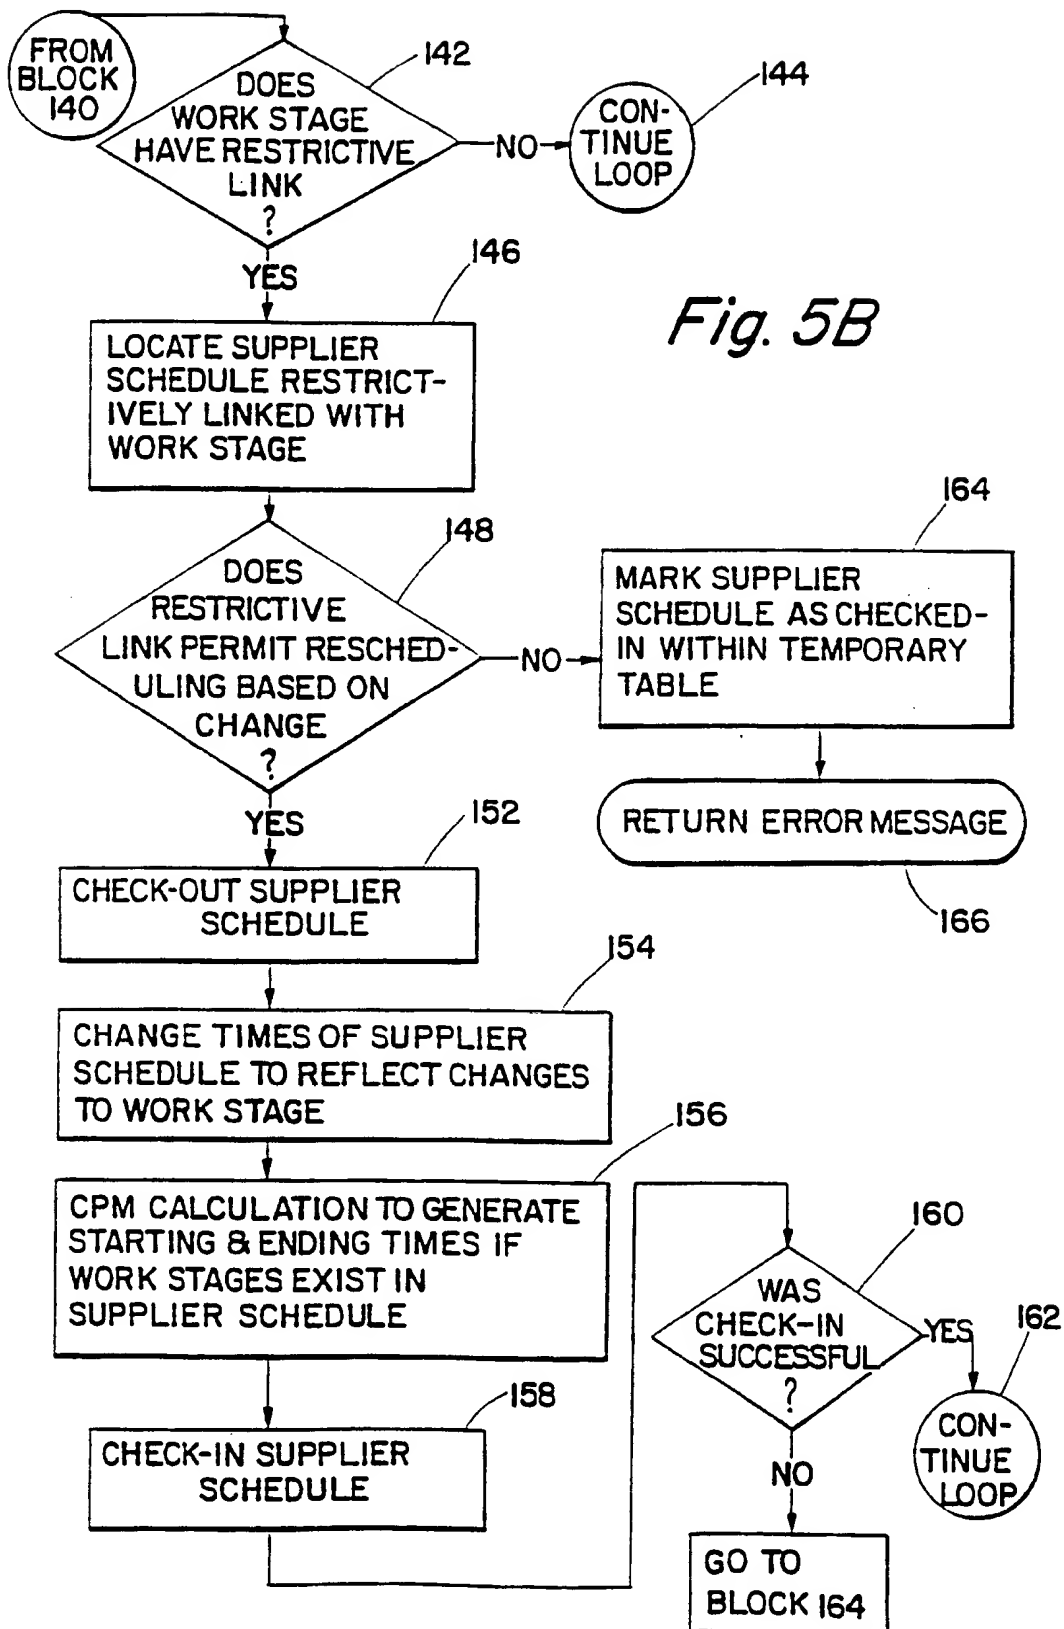 FROM
BLOCK
140
DOES
WORK STAGE
HAVE RESTRICTIVE
LINK
?
142
NO
CON-
TINUE
LOOP
144
YES
146
LOCATE SUPPLIER
SCHEDULE RESTRICT-
IVELY LINKED WITH
WORK STAGE
Fig. 5B
148
DOES
RESTRICTIVE
LINK PERMIT RESCHED-
ULING BASED ON
CHANGE
?
NO
164
MARK SUPPLIER
SCHEDULE AS CHECKED-
IN WITHIN TEMPORARY
TABLE
RETURN ERROR MESSAGE
166
YES
152
CHECK-OUT SUPPLIER
SCHEDULE
154
CHANGE TIMES OF SUPPLIER
SCHEDULE TO REFLECT CHANGES
TO WORK STAGE
156
CPM CALCULATION TO GENERATE
STARTING & ENDING TIMES IF
WORK STAGES EXIST IN
SUPPLIER SCHEDULE
158
CHECK-IN SUPPLIER
SCHEDULE
160
WAS
CHECK-IN
SUCCESSFUL
?
YES
162
CON-
TINUE
LOOP
NO
GO TO
BLOCK 164